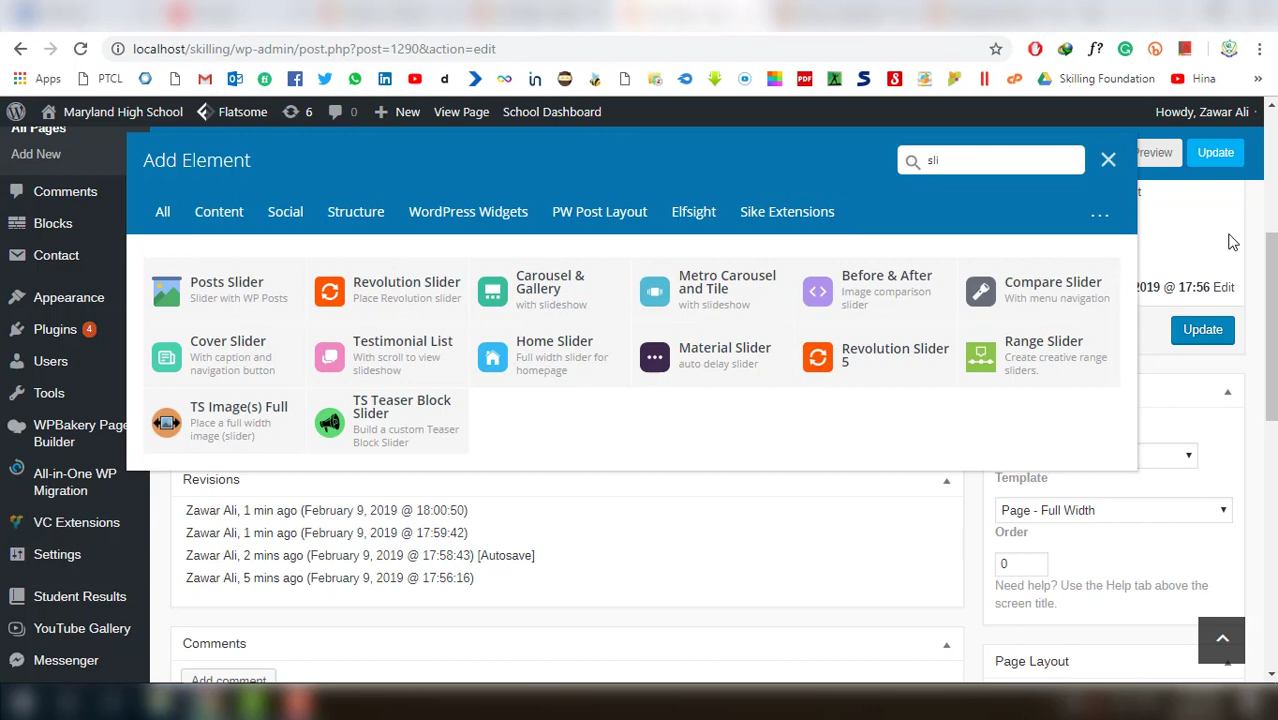 localhost/skilling/wp-admin/post.php?post=1290&action=edit
Apps PTCL Skilling Foundation Hina »
Maryland High School Flatsome 6 0 New View Page School Dashboard Howdy, Zawar Ali
All Pages
Add New
Comments
Blocks
Contact
Appearance
Plugins 4
Users
Tools
WPBakery Page
Builder
All-in-One WP
Migration
VC Extensions
Settings
Student Results
YouTube Gallery
Messenger
Add Element
sli
Preview Update
All Content Social Structure WordPress Widgets PW Post Layout Elfsight Sike Extensions ...
Posts Slider
Slider with WP Posts
Revolution Slider
Place Revolution slider
Carousel &
Gallery
with slideshow
Metro Carousel
and Tile
with slideshow
Before & After
Image comparison
slider
Compare Slider
With menu navigation
Cover Slider
With caption and
navigation button
Testimonial List
With scroll to view
slideshow
Home Slider
Full width slider for
homepage
Material Slider
auto delay slider
Revolution Slider
5
Range Slider
Create creative range
sliders.
TS Image(s) Full
Place a full width
image (slider)
TS Teaser Block
Slider
Build a custom Teaser
Block Slider
2019 @ 17:56 Edit
Update
Revisions
Zawar Ali, 1 min ago (February 9, 2019 @ 18:00:50)
Zawar Ali, 1 min ago (February 9, 2019 @ 17:59:42)
Zawar Ali, 2 mins ago (February 9, 2019 @ 17:58:43) [Autosave]
Zawar Ali, 5 mins ago (February 9, 2019 @ 17:56:16)
Comments
Add comment
Template
Page - Full Width
Order
0
Need help? Use the Help tab above the
screen title.
Page Layout